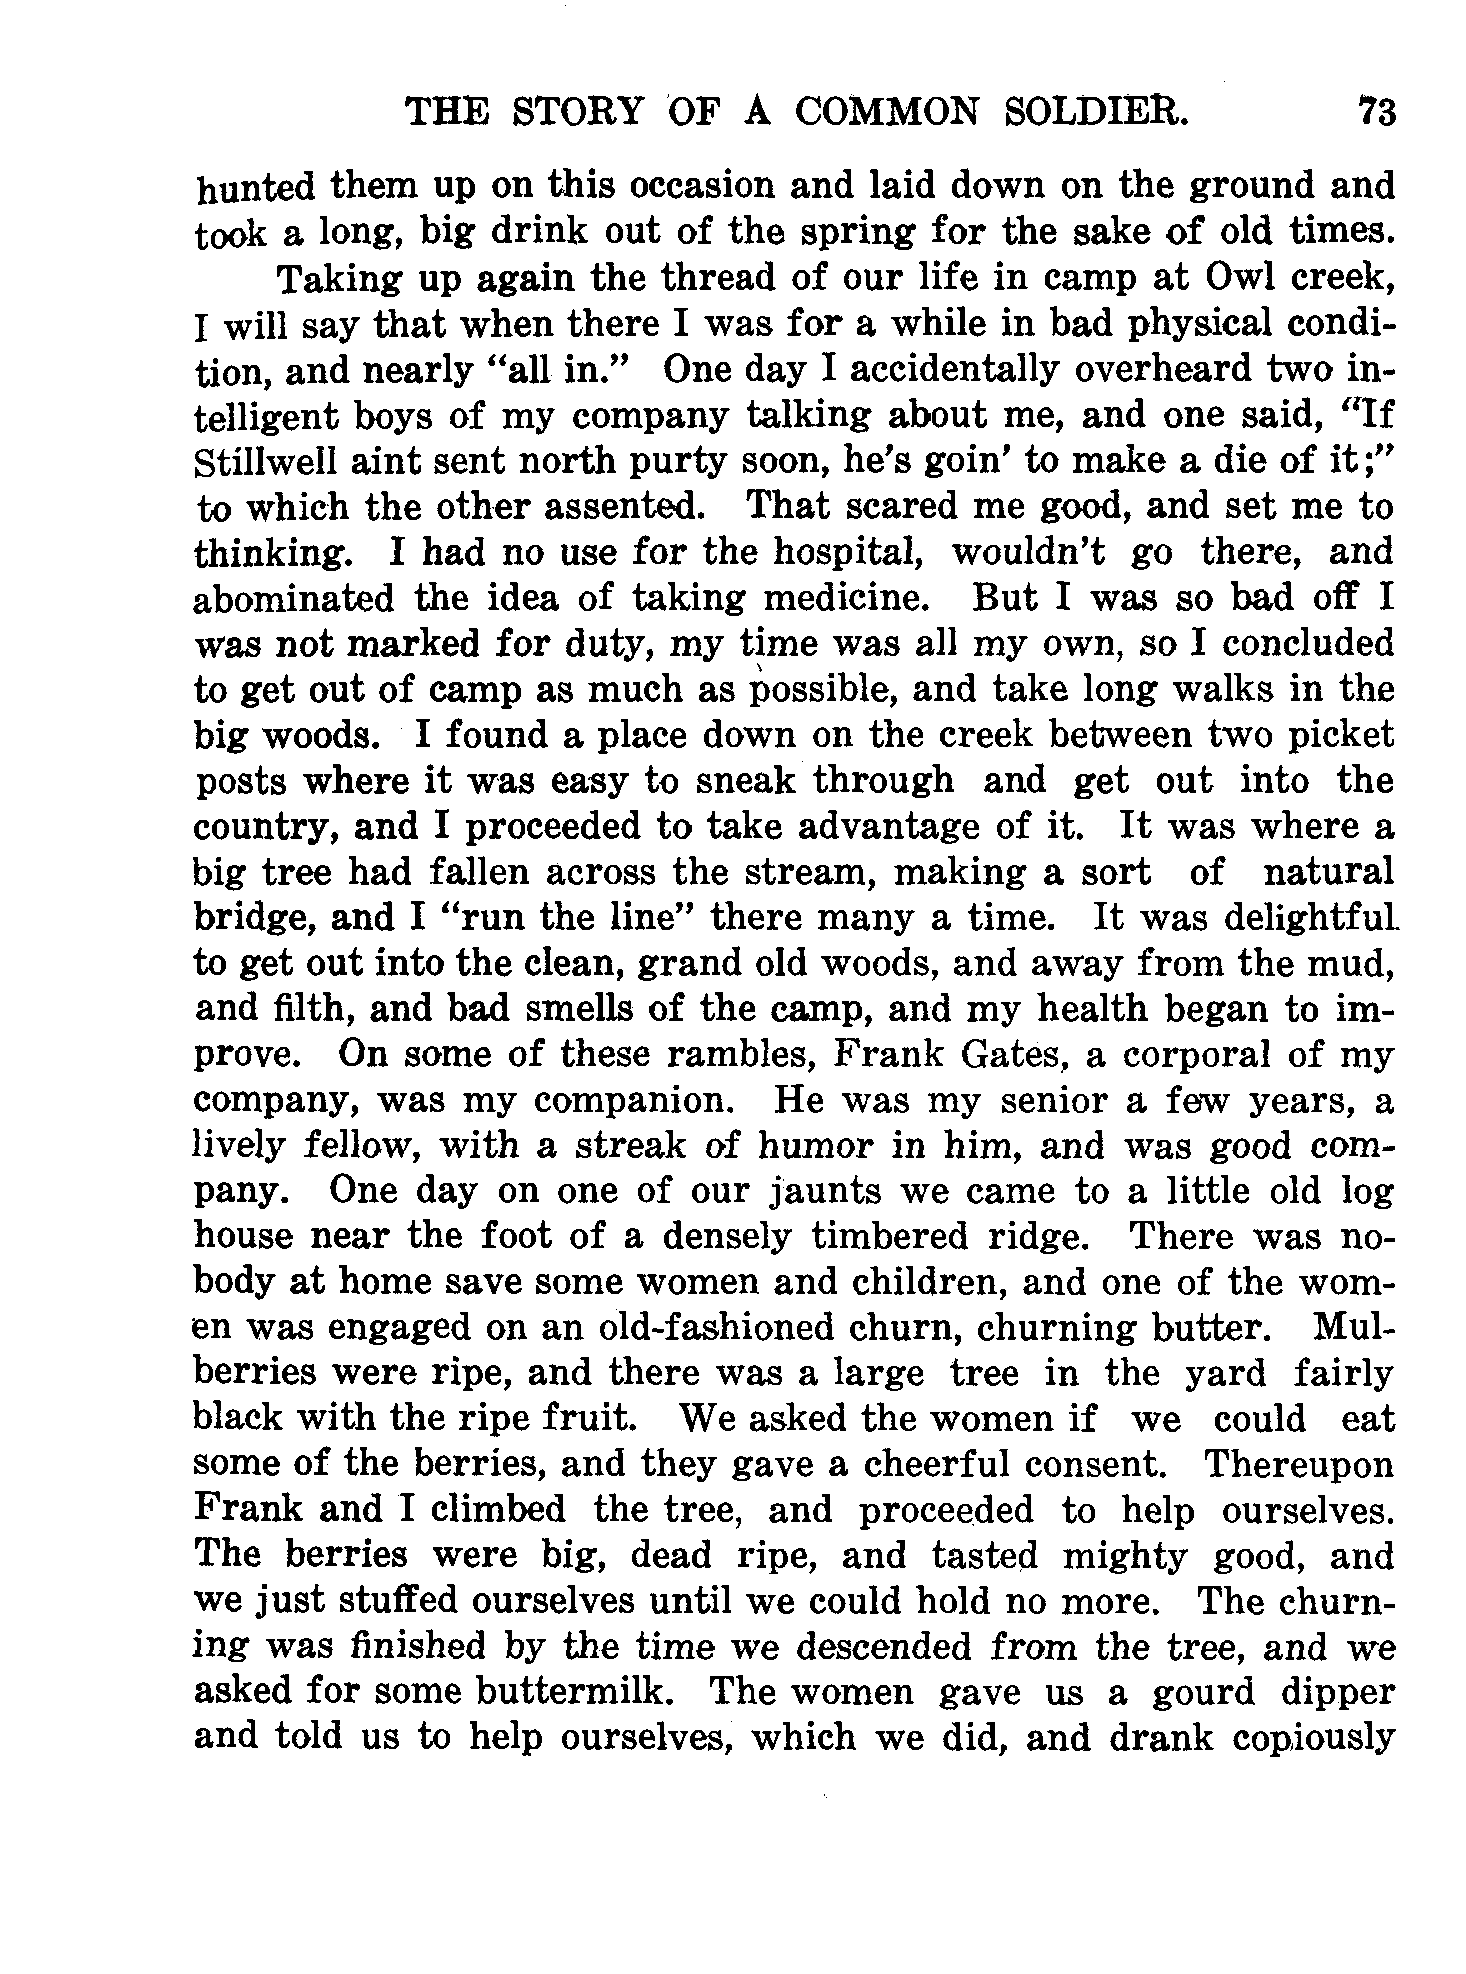 THE STORY OF A COMMON SOLDIER. 73
hunted them up on this occasion and laid down on the ground and
took a long, big drink out of the spring for the sake of old times.
Taking up again the thread of our life in camp at Owl creek,
I will say that when there I was for a while in bad physical condi-
tion, and nearly “all in.” One day I accidentally overheard two in-
telligent boys of my company talking about me, and one said, “If
Stillwell aint sent north purty soon, he’s goin’ to make a die of it;”
to which the other assented. That scared me good, and set me to
thinking. I had no use for the hospital, wouldn’t go there, and
abominated the idea of taking medicine. But I was so bad off I
was not marked for duty, my time was all my own, so I concluded
to get out of camp as much as possible, and take long walks in the
big woods. I found a place down on the creek between two picket
posts where it was easy to sneak through and get out into the
country, and I proceeded to take advantage of it. It was where a
big tree had fallen across the stream, making a sort of natural
bridge, and I “run the line” there many a time. It was delightful
to get out into the clean, grand old woods, and away from the mud,
and filth, and bad smells of the camp, and my health began to im-
prove. On some of these rambles, Frank Gates, a corporal of my
company, was my companion. He was my senior a few years, a
lively fellow, with a streak of humor in him, and was good com-
pany. One day on one of our jaunts we came to a little old log
house near the foot of a densely timbered ridge. There was no-
body at home save some women and children, and one of the wom-
en was engaged on an old-fashioned churn, churning butter. Mul-
berries were ripe, and there was a large tree in the yard fairly
black with the ripe fruit. We asked the women if we could eat
some of the berries, and they gave a cheerful consent. Thereupon
Frank and I climbed the tree, and proceeded to help ourselves.
The berries were big, dead ripe, and tasted mighty good, and
we just stuffed ourselves until we could hold no more. The churn-
ing was finished by the time we descended from the tree, and we
asked for some buttermilk. The women gave us a gourd dipper
and told us to help ourselves, which we did, and drank copiously